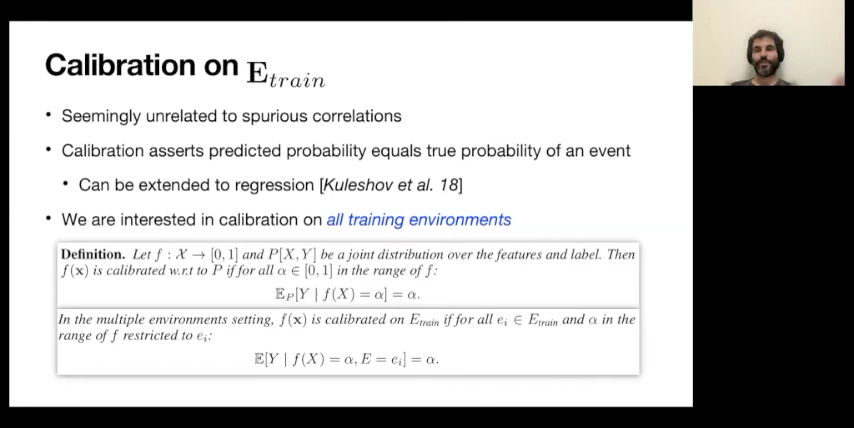 Calibration on E_train
• Seemingly unrelated to spurious correlations
• Calibration asserts predicted probability equals true probability of an event
• Can be extended to regression [Kuleshov et al. 18]
• We are interested in calibration on all training environments
Definition. Let f : X → [0, 1] and P[X, Y] be a joint distribution over the features and label. Then
f(x) is calibrated w.r.t to P if for all α ∈ [0, 1] in the range of f:
𝔼_P[Y | f(X) = α] = α.
In the multiple environments setting, f(x) is calibrated on E_train if for all e_i ∈ E_train and α in the
range of f restricted to e_i:
𝔼[Y | f(X) = α, E = e_i] = α.